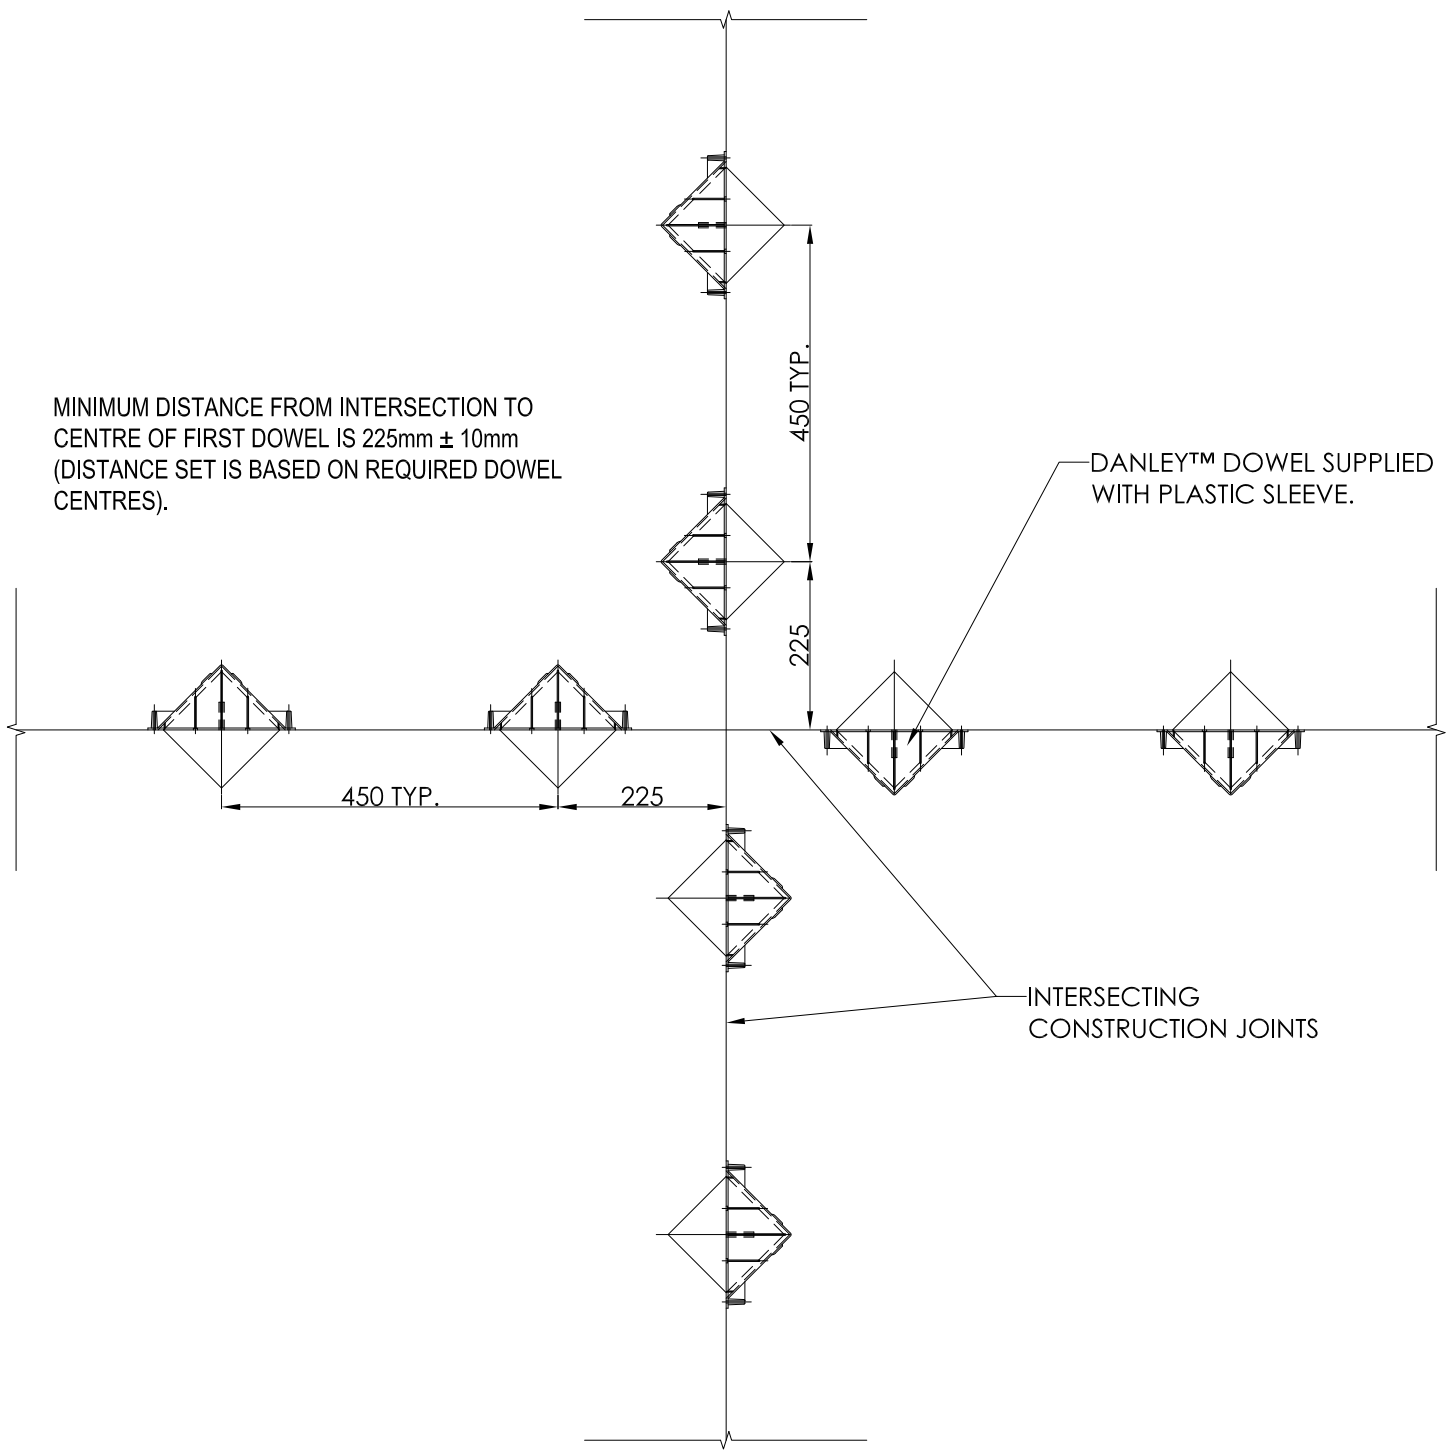 450 TYP.
MINIMUM DISTANCE FROM INTERSECTION TO
CENTRE OF FIRST DOWEL IS 225mm ± 10mm
(DISTANCE SET IS BASED ON REQUIRED DOWEL
CENTRES).
DANLEY™ DOWEL SUPPLIED
WITH PLASTIC SLEEVE.
225
450 TYP.
225
INTERSECTING
CONSTRUCTION JOINTS